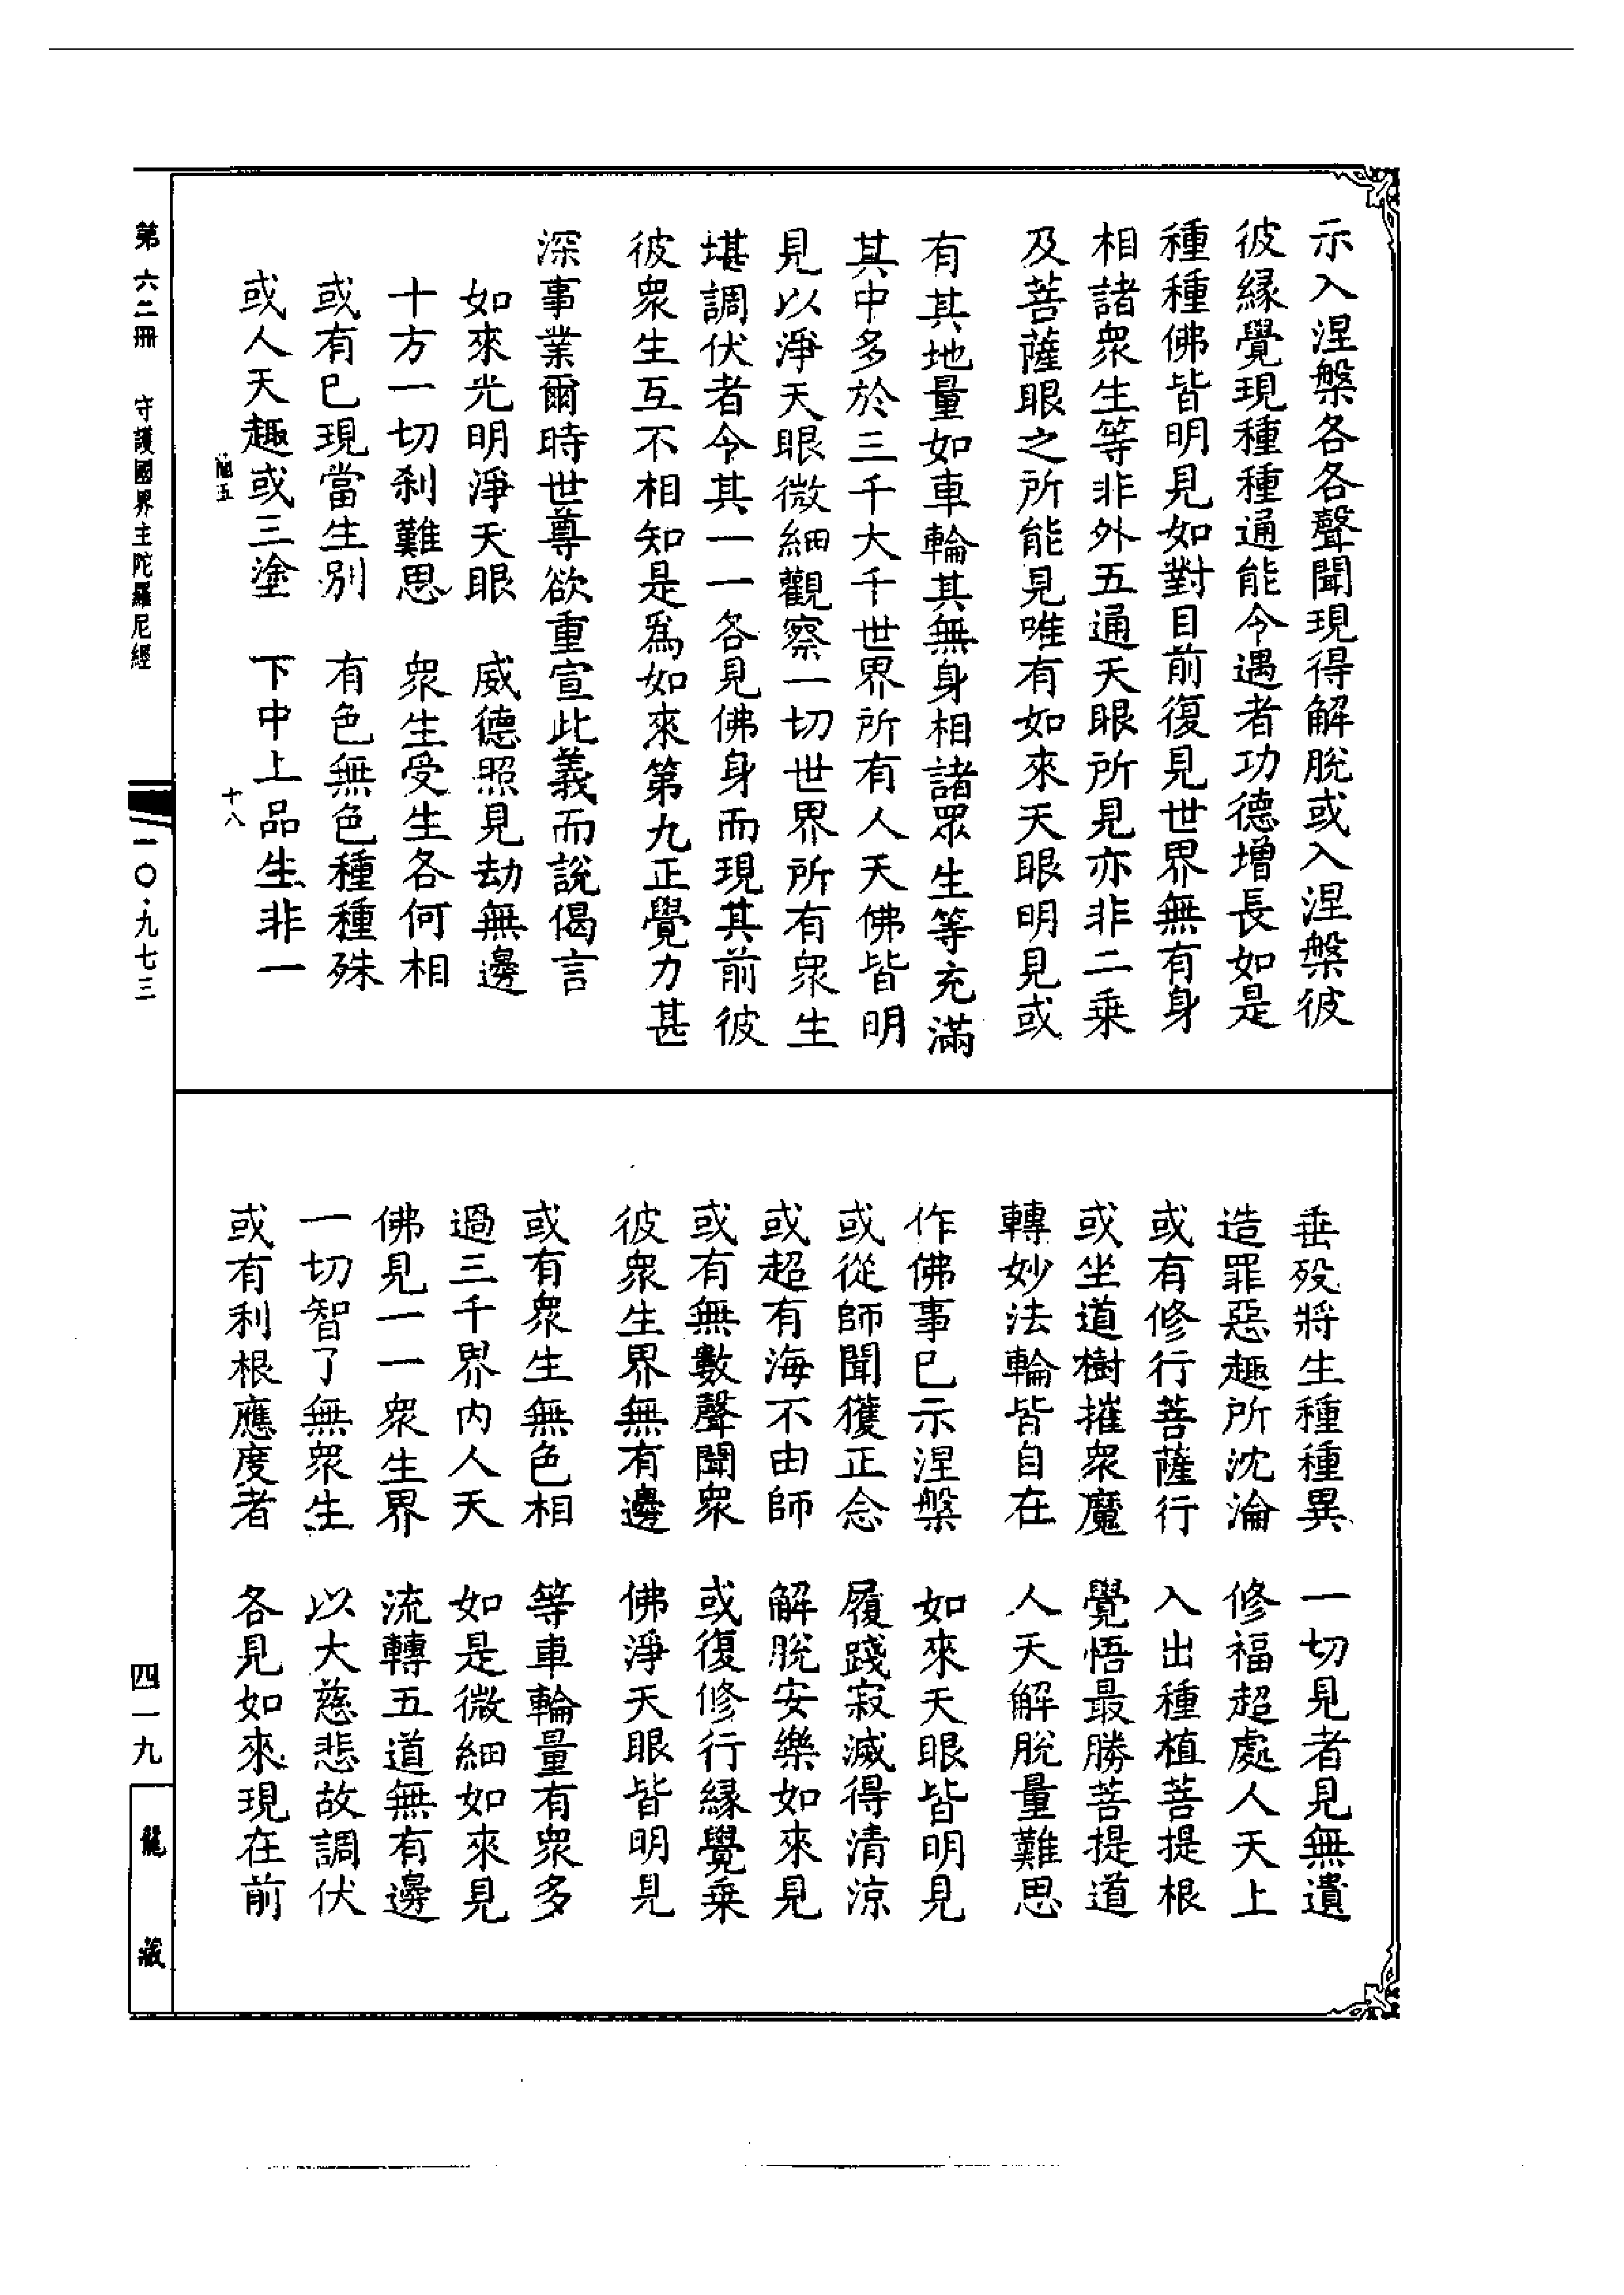 示入涅槃各各聲聞現得解脫或入涅槃彼
彼緣覺現種種通能令遇者功德增長如是
種種佛皆明見如對目前復見世界無有身
相諸衆生等非外五通天眼所見亦非二乘
及菩薩眼之所能見唯有如來天眼明見或
有其地量如車輪其無身相諸眾生等充滿
其中多於三千大千世界所有人天佛皆明
見以淨天眼微細觀察一切世界所有衆生
堪調伏者令其一一各見佛身而現其前彼
彼衆生互不相知是爲如來第九正覺力甚
深事業爾時世尊欲重宣此義而說偈言
如來光明淨天眼　威德照見劫無邊
十方一切刹難思　衆生受生各何相
或有已現當生別　有色無色種種殊
或人天趣或三塗　下中上品生非一
十八
垂歿將生種種異　一切見者見無遺
造罪惡趣所沈淪　修福超處人天上
或有修行菩薩行　入出種植菩提根
或坐道樹摧衆魔　覺悟最勝菩提道
轉妙法輪皆自在　人天解脫量難思
作佛事已示涅槃　如來天眼皆明見
或從師聞獲正念　履踐寂滅得清涼
或超有海不由師　解脫安樂如來見
或有無數聲聞衆　或復修行緣覺乘
彼衆生界無有邊　佛淨天眼皆明見
或有衆生無色相　等車輪量有衆多
過三千界內人天　如是微細如來見
佛見一一衆生界　流轉五道無有邊
一切智了無衆生　以大慈悲故調伏
或有利根應度者　各見如來現在前
第六二冊　守護國界主陀羅尼經
一〇·九七三
四一九
龍藏